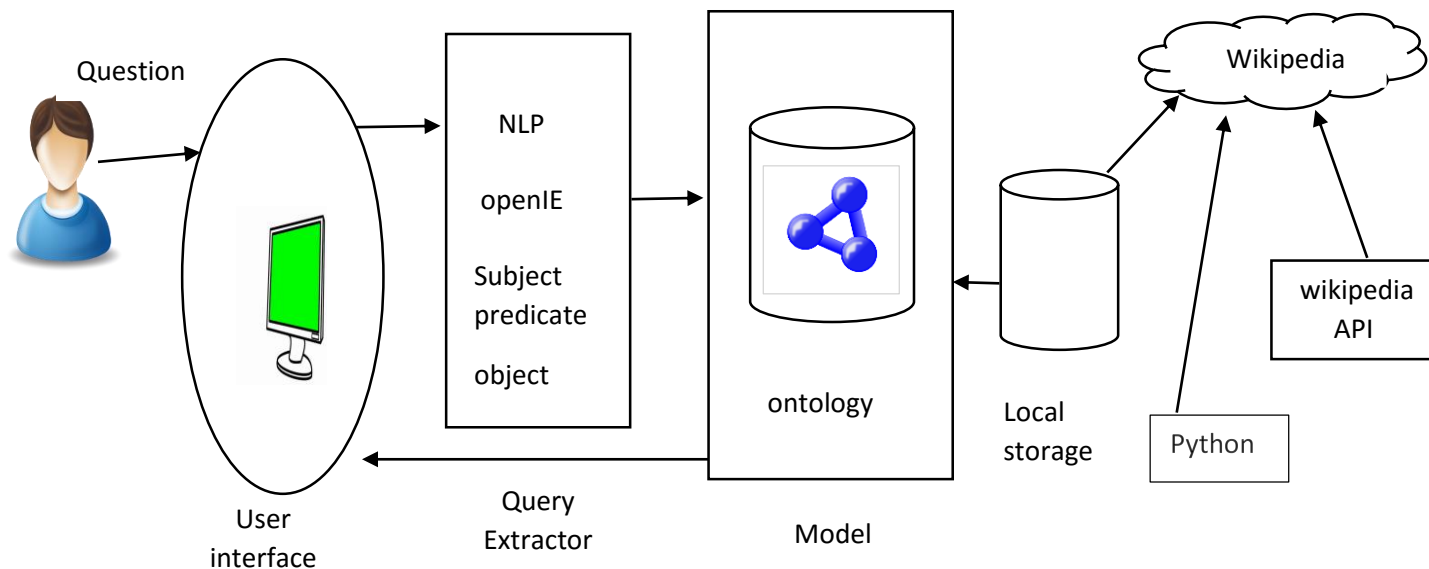 Question
NLP
openIE
Subject
predicate
object
ontology
Wikipedia
wikipedia
API
Python
Local
storage
User
interface
Query
Extractor
Model